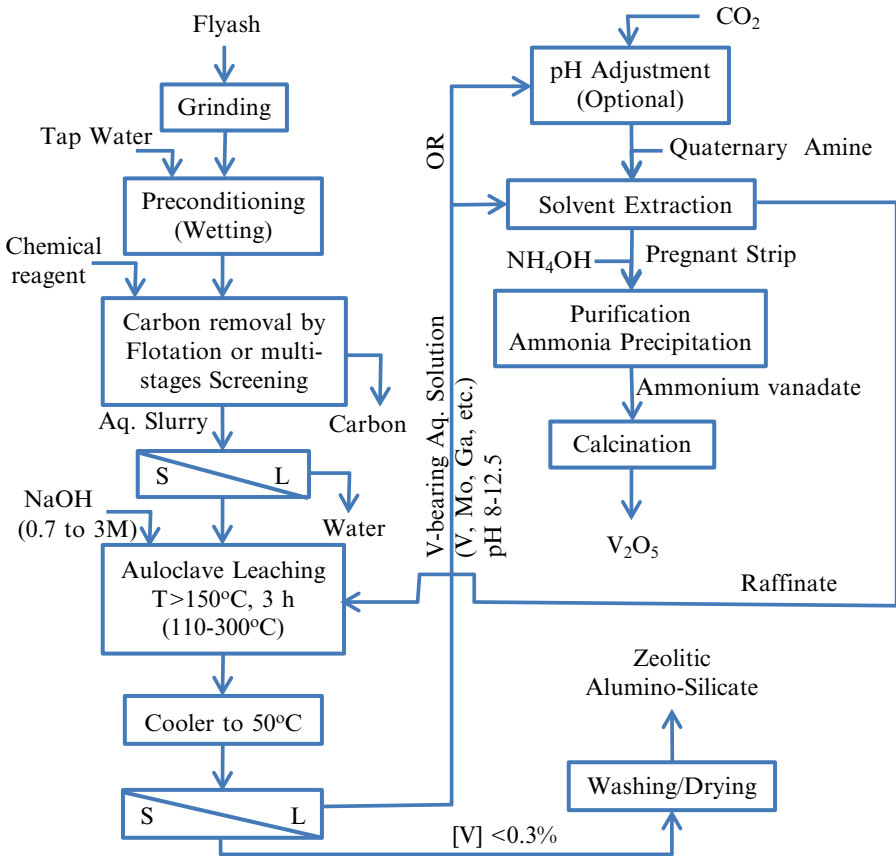 Flyash
Grinding
Tap Water
Preconditioning
(Wetting)
Chemical
reagent
Carbon removal by
Flotation or multi-
stages Screening
Aq. Slurry
Carbon
S
L
NaOH
(0.7 to 3M)
Water
Auloclave Leaching
T>150°C, 3 h
(110-300°C)
Cooler to 50°C
S
L
[V] <0.3%
OR
V-bearing Aq. Solution
(V, Mo, Ga, etc.)
pH 8-12.5
CO₂
pH Adjustment
(Optional)
Quaternary Amine
Solvent Extraction
NH₄OH
Pregnant Strip
Purification
Ammonia Precipitation
Ammonium vanadate
Calcination
V₂O₅
Raffinate
Zeolitic
Alumino-Silicate
Washing/Drying